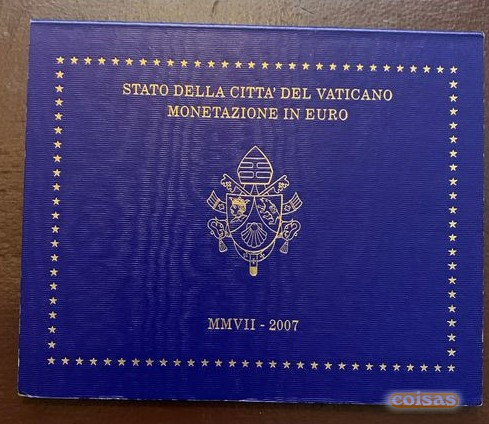 STATO DELLA CITTA' DEL VATICANO
MONETAZIONE IN EURO
MMVII - 2007
coisas